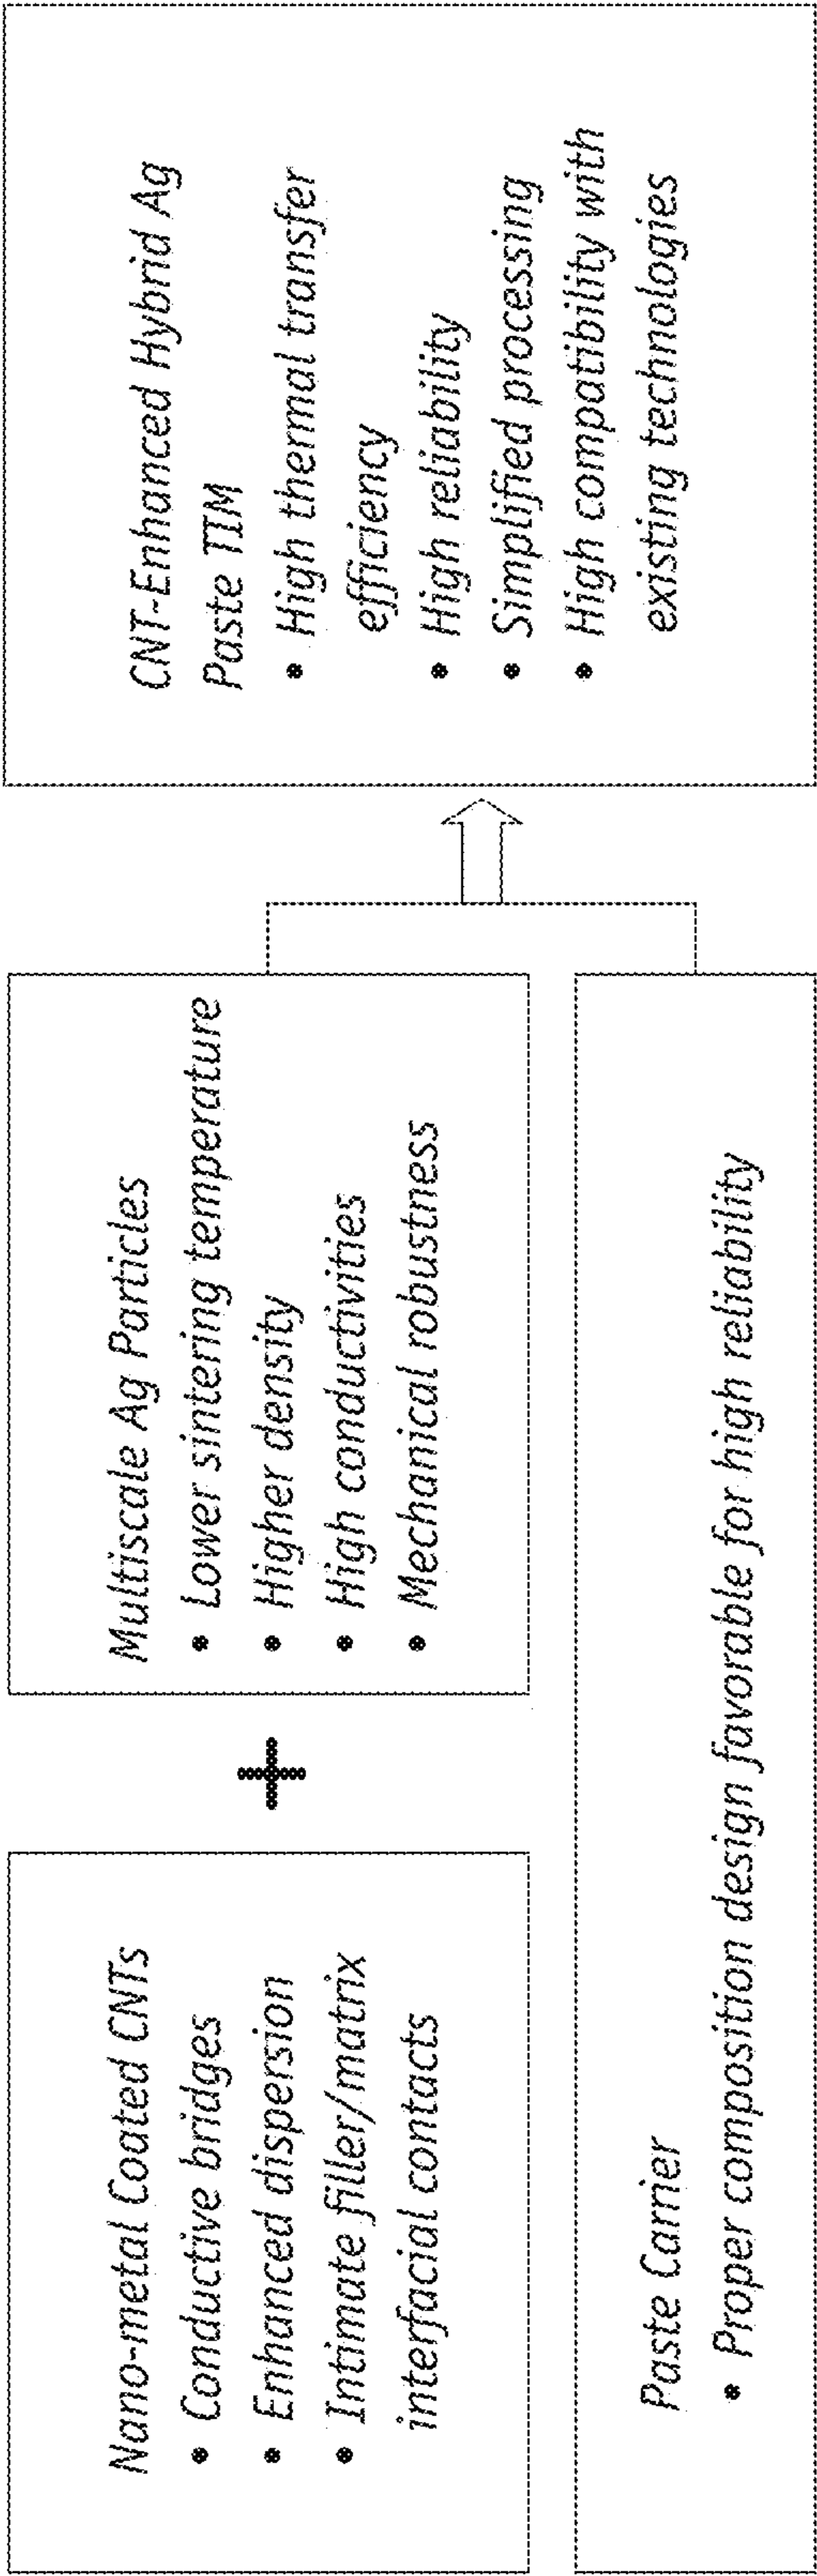 Nano-metal Coated CNTs
• Conductive bridges
• Enhanced dispersion
• Intimate filler/matrix
interfacial contacts
+
Multiscale Ag Particles
• Lower sintering temperature
• Higher density
• High conductivities
• Mechanical robustness
Paste Carrier
• Proper composition design favorable for high reliability
CNT-Enhanced Hybrid Ag
Paste TIM
• High thermal transfer
efficiency
• High reliability
• Simplified processing
• High compatibility with
existing technologies